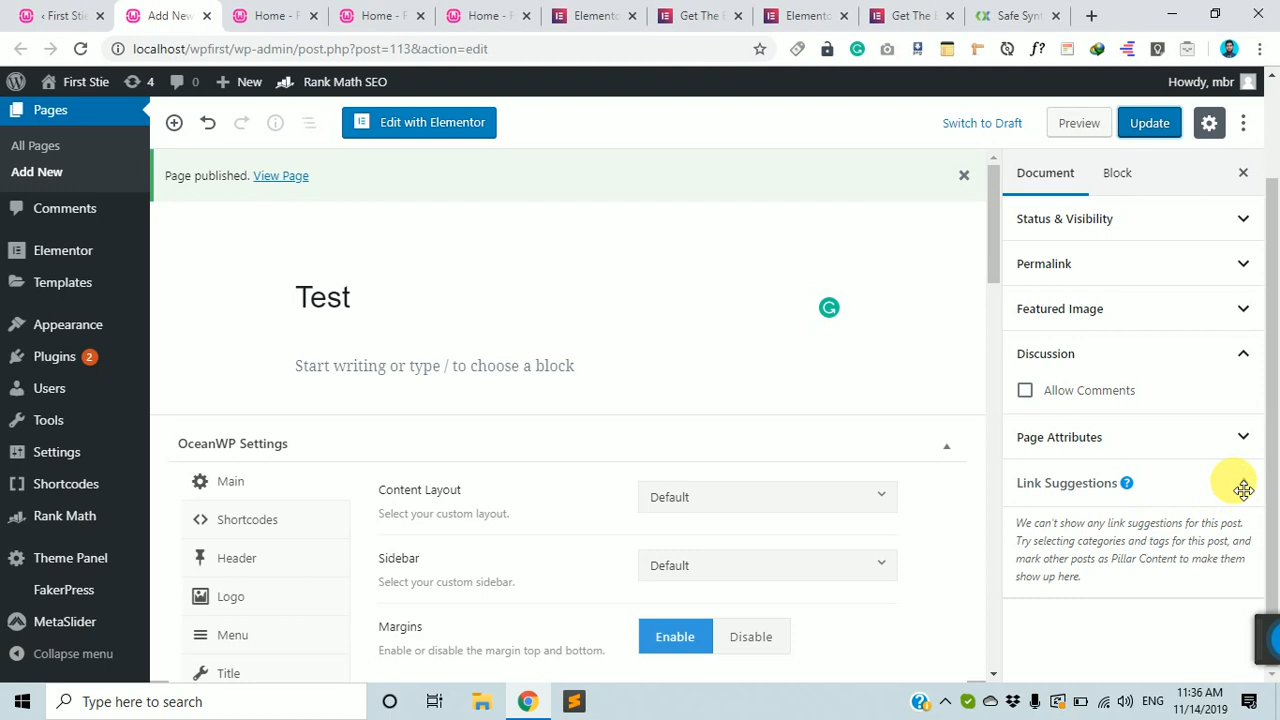 ‹ First Stie
Add New
Home - F
Home - F
Home - F
Elemento
Get The E
Elemento
Get The E
Safe Synt
localhost/wpfirst/wp-admin/post.php?post=113&action=edit
First Stie
4
0
New
Rank Math SEO
Howdy, mbr
Pages
All Pages
Add New
Comments
Elementor
Templates
Appearance
Plugins 2
Users
Tools
Settings
Shortcodes
Rank Math
Theme Panel
FakerPress
MetaSlider
Collapse menu
Edit with Elementor
Switch to Draft
Preview
Update
Page published. View Page
Test
Start writing or type / to choose a block
OceanWP Settings
Main
Shortcodes
Header
Logo
Menu
Title
Content Layout
Select your custom layout.
Default
Sidebar
Select your custom sidebar.
Default
Margins
Enable or disable the margin top and bottom.
Enable
Disable
Document
Block
Status & Visibility
Permalink
Featured Image
Discussion
Allow Comments
Page Attributes
Link Suggestions ?
We can't show any link suggestions for this post.
Try selecting categories and tags for this post, and
mark other posts as Pillar Content to make them
show up here.
Type here to search
ENG
11:36 AM
11/14/2019